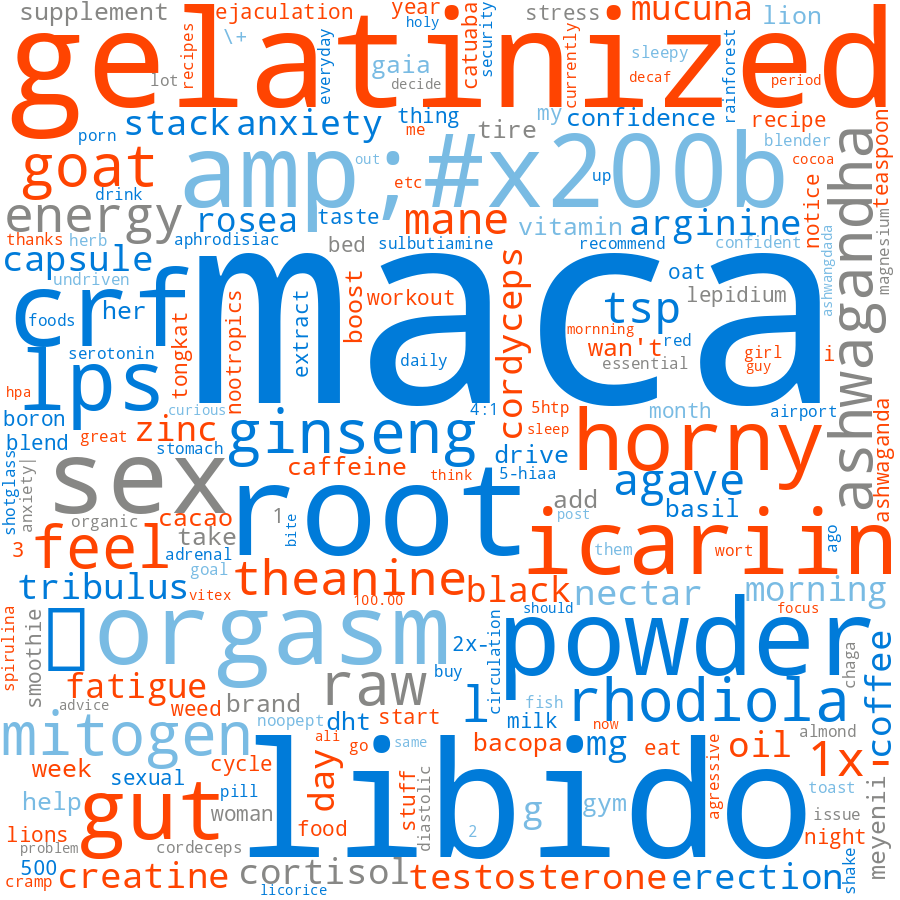 supplement
ejaculation
year
holy
stress
mucuna
lion
gelatinized
\+
recipes
everyday
lot
gaia
decide
catuaba
security
currently
sleepy
decaf
rainforest
period
porn
stack
anxiety
thing
me
tire
my
confidence
recipe
teaspoon
goat
amp;#x200b
out
blender
cocoa
drink
etc
up
notice
ashwagandha
energy
rosea
taste
mane
vitamin
arginine
magnesium
thanks
herb
aphrodisiac
bed
sulbutiamine
recommend
confident
ashwangdada
capsule
undriven
oat
crf
maca
her
foods
tongkat
nootropics
extract
boost
workout
cordyceps
tsp
lepidium
mornning
wan't
red
girl
i
lps
serotonin
daily
essential
guy
hpa
boron
curious
4:1
5htp
month
airport
blend
great
zinc
ginseng
sleep
horny
ashwaganda
shotglass
anxiety|
stomach
caffeine
think
drive
5-hiaa
agave
sex
root
add
basil
organic
cacao
1
bite
post
icariin
ago
3
feel
take
adrenal
them
wort
goal
tribulus
vitex
theanine
100.00
black
nectar
morning
should
focus
spirulina
smoothie
orgasm
2x-
circulation
powder
chaga
coffee
buy
raw
fatigue
advice
weed
brand
noopept
dht
start
l
milk
fish
rhodiola
almond
mitogen
ali
go
same
bacopa
now
mg
eat
agressive
oil
1x
week
sexual
cycle
day
stuff
diastolic
libido
toast
help
pill
gut
woman
food
2
g
gym
issue
meyenii
lions
problem
cordeceps
night
500
cramp
creatine
cortisol
licorice
testosterone
erection
shake